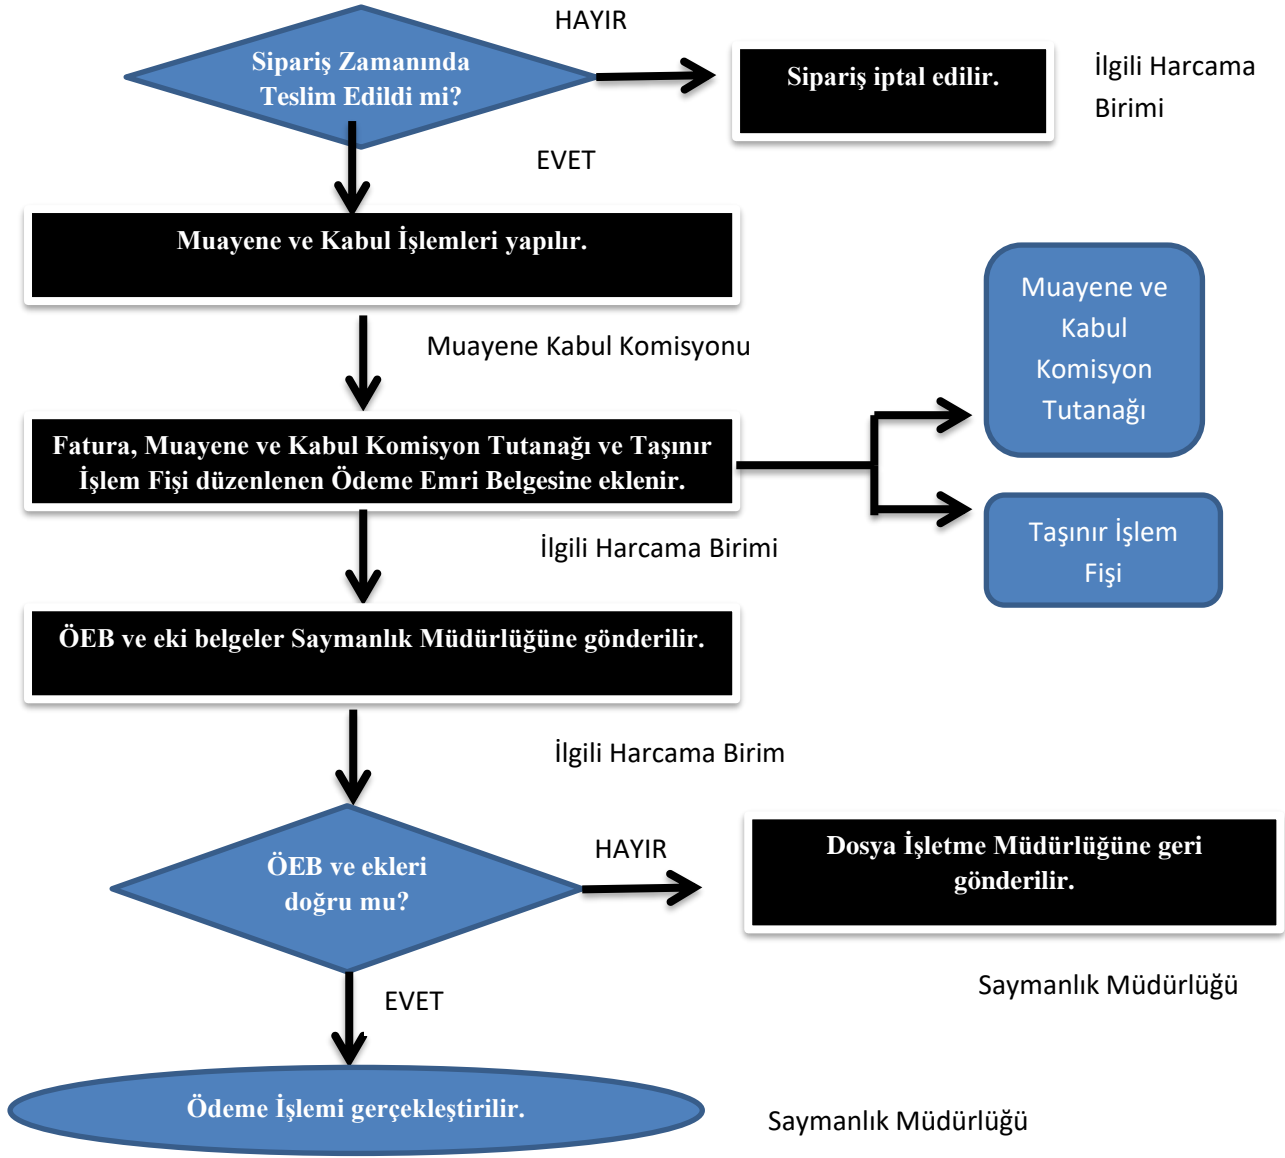 HAYIR
Sipariş Zamanında
Teslim Edildi mi?
Sipariş iptal edilir.
İlgili Harcama
Birimi
EVET
Muayene ve Kabul İşlemleri yapılır.
Muayene Kabul Komisyonu
Muayene ve
Kabul
Komisyon
Tutanağı
Fatura, Muayene ve Kabul Komisyon Tutanağı ve Taşınır
İşlem Fişi düzenlenen Ödeme Emri Belgesine eklenir.
Taşınır İşlem
Fişi
İlgili Harcama Birimi
ÖEB ve eki belgeler Saymanlık Müdürlüğüne gönderilir.
İlgili Harcama Birim
ÖEB ve ekleri
doğru mu?
HAYIR
Dosya İşletme Müdürlüğüne geri
gönderilir.
Saymanlık Müdürlüğü
EVET
Ödeme İşlemi gerçekleştirilir.
Saymanlık Müdürlüğü